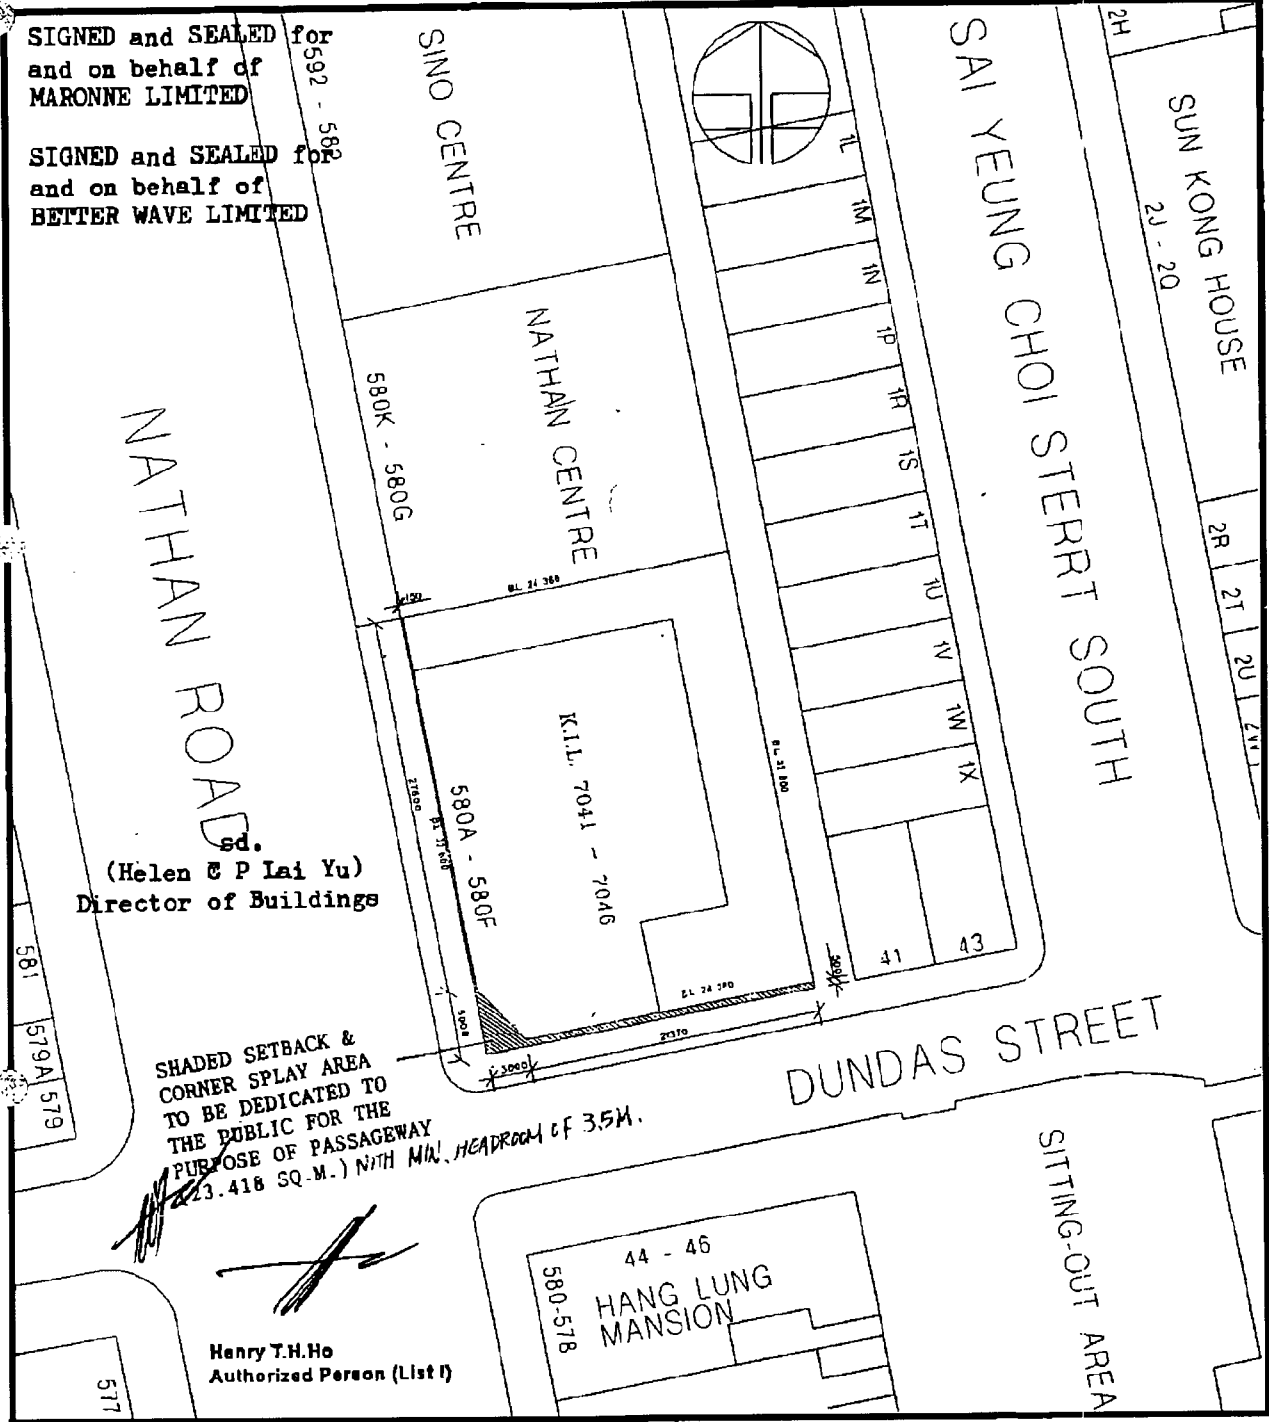 SIGNED and SEALED for
and on behalf of
MARONNE LIMITED
SIGNED and SEALED for
and on behalf of
BETTER WAVE LIMITED
592 - 582
SINO CENTRE
1L
1M
1N
1P
1R
1S
1T
1U
1V
1W
1X
SAI YEUNG CHOI STERRT SOUTH
2H
SUN KONG HOUSE
2J - 2Q
2R
2T
2U
2W
NATHAN CENTRE
580K - 580G
NATHAN ROAD
K.I.L. 7041 - 7046
580A - 580F
27600
sd.
(Helen C P Lai Yu)
Director of Buildings
41
43
581
579A
579
3000
DUNDAS STREET
SHADED SETBACK &
CORNER SPLAY AREA
TO BE DEDICATED TO
THE PUBLIC FOR THE
PURPOSE OF PASSAGEWAY
(23.418 SQ.M.) WITH MIN. HEADROOM OF 3.5M.
SITTING-OUT AREA
44 - 46
HANG LUNG
MANSION
580-578
Henry T.H.Ho
Authorized Person (List I)
577